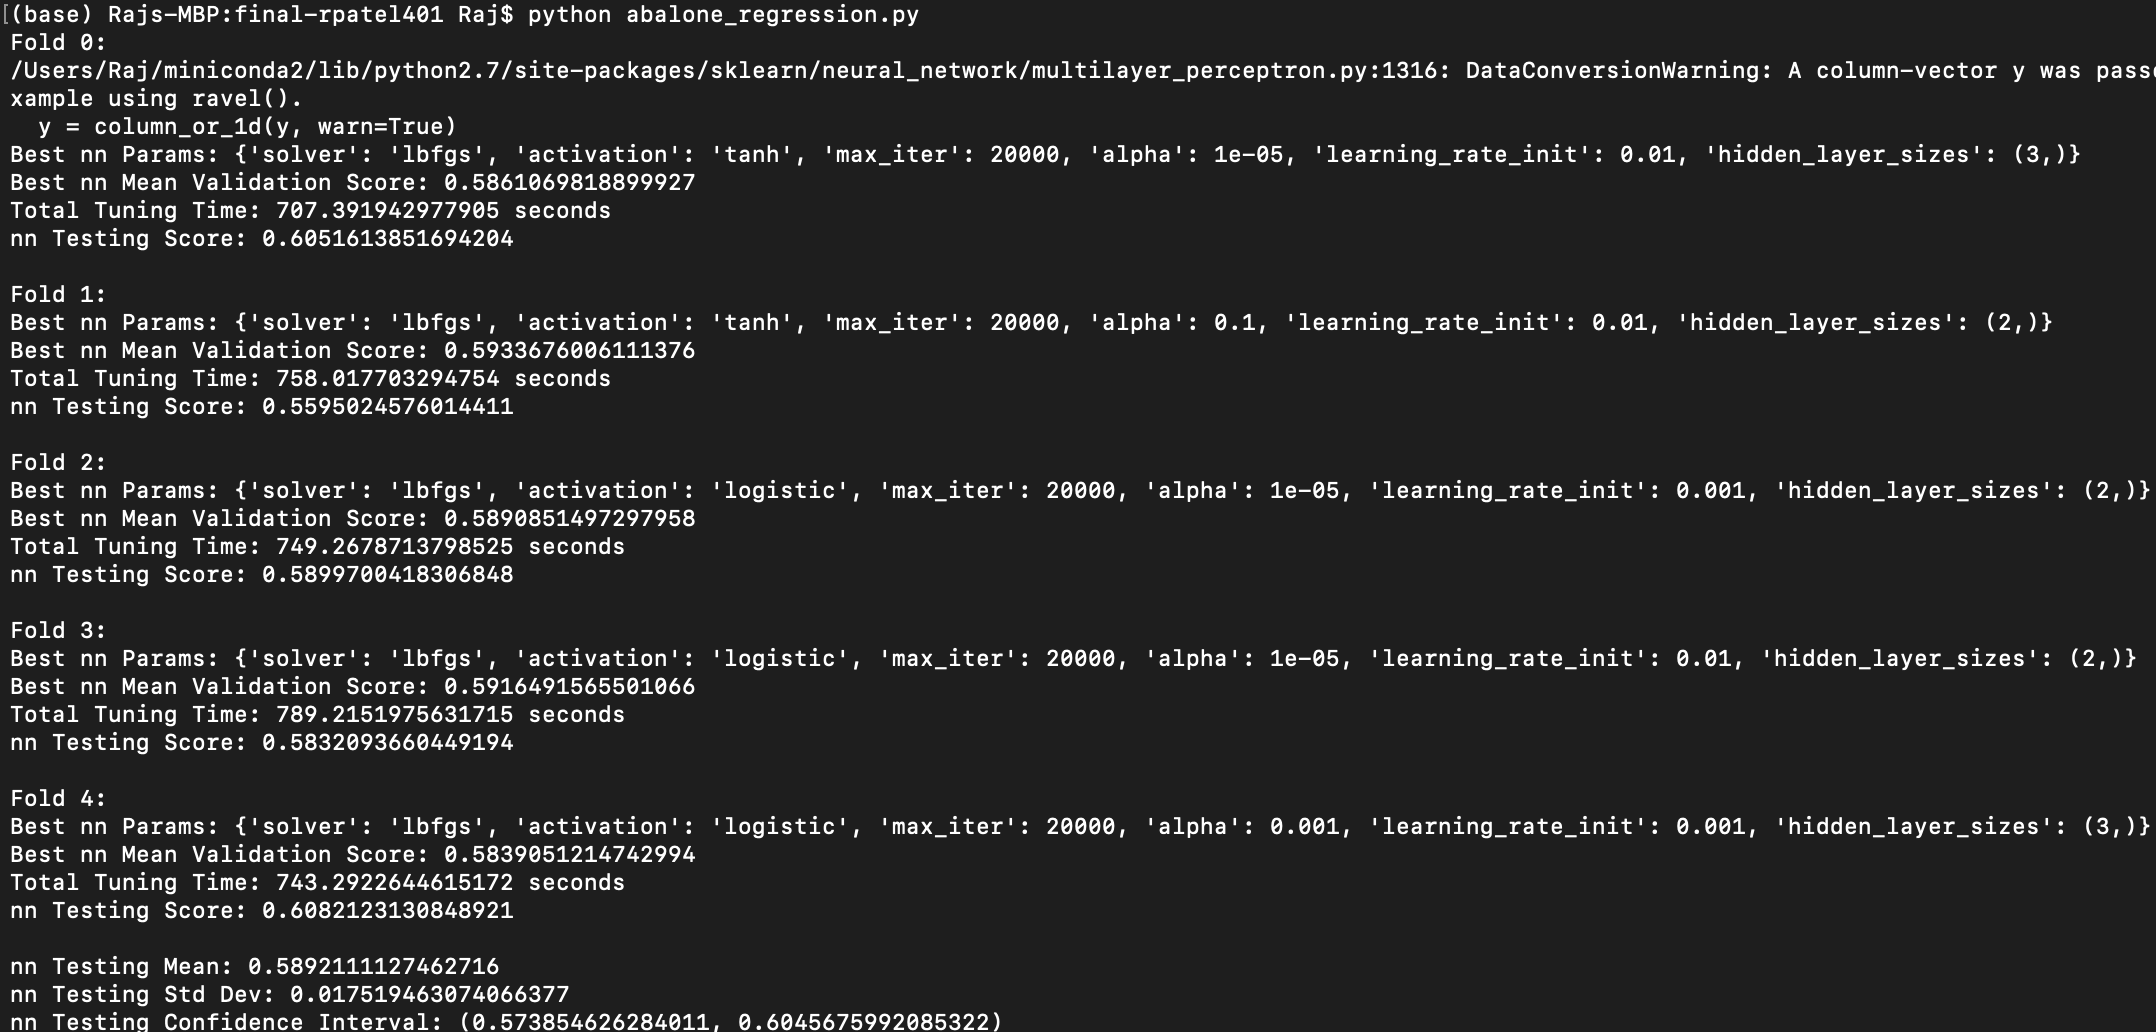 [(base) Rajs-MBP:final-rpatel401 Raj$ python abalone_regression.py
Fold 0:
/Users/Raj/miniconda2/lib/python2.7/site-packages/sklearn/neural_network/multilayer_perceptron.py:1316: DataConversionWarning: A column-vector y was passe
xample using ravel().
  y = column_or_1d(y, warn=True)
Best nn Params: {'solver': 'lbfgs', 'activation': 'tanh', 'max_iter': 20000, 'alpha': 1e-05, 'learning_rate_init': 0.01, 'hidden_layer_sizes': (3,)}
Best nn Mean Validation Score: 0.5861069818899927
Total Tuning Time: 707.391942977905 seconds
nn Testing Score: 0.6051613851694204

Fold 1:
Best nn Params: {'solver': 'lbfgs', 'activation': 'tanh', 'max_iter': 20000, 'alpha': 0.1, 'learning_rate_init': 0.01, 'hidden_layer_sizes': (2,)}
Best nn Mean Validation Score: 0.5933676006111376
Total Tuning Time: 758.017703294754 seconds
nn Testing Score: 0.5595024576014411

Fold 2:
Best nn Params: {'solver': 'lbfgs', 'activation': 'logistic', 'max_iter': 20000, 'alpha': 1e-05, 'learning_rate_init': 0.001, 'hidden_layer_sizes': (2,)}
Best nn Mean Validation Score: 0.5890851497297958
Total Tuning Time: 749.2678713798525 seconds
nn Testing Score: 0.5899700418306848

Fold 3:
Best nn Params: {'solver': 'lbfgs', 'activation': 'logistic', 'max_iter': 20000, 'alpha': 1e-05, 'learning_rate_init': 0.01, 'hidden_layer_sizes': (2,)}
Best nn Mean Validation Score: 0.5916491565501066
Total Tuning Time: 789.2151975631715 seconds
nn Testing Score: 0.5832093660449194

Fold 4:
Best nn Params: {'solver': 'lbfgs', 'activation': 'logistic', 'max_iter': 20000, 'alpha': 0.001, 'learning_rate_init': 0.001, 'hidden_layer_sizes': (3,)}
Best nn Mean Validation Score: 0.5839051214742994
Total Tuning Time: 743.2922644615172 seconds
nn Testing Score: 0.6082123130848921

nn Testing Mean: 0.5892111127462716
nn Testing Std Dev: 0.017519463074066377
nn Testing Confidence Interval: (0.573854626284011, 0.6045675992085322)